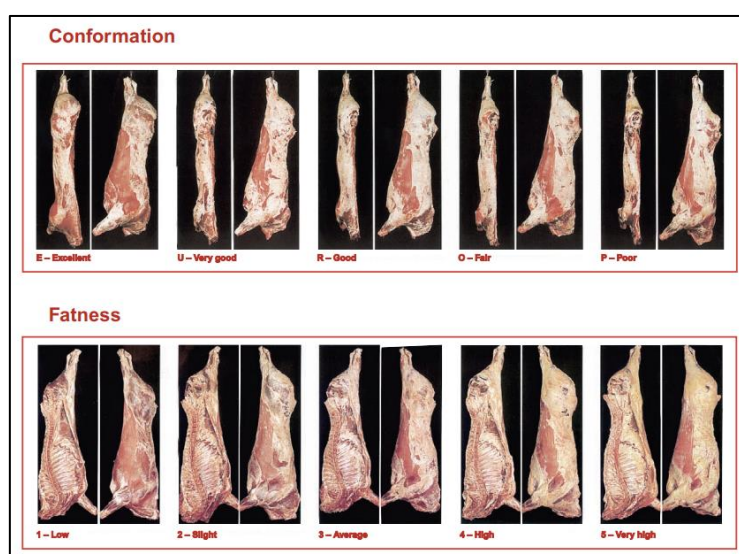 Conformation
E – Excellent
U – Very good
R – Good
O – Fair
P – Poor
Fatness
1 – Low
2 – Slight
3 – Average
4 – High
5 – Very high